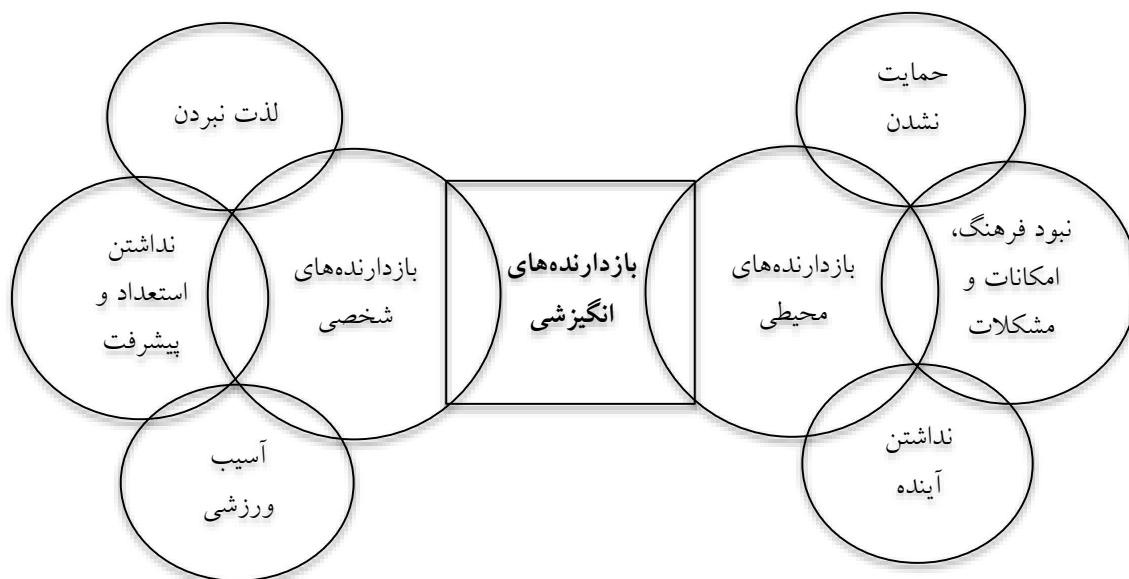 حمایت
نشدن
لذت نبردن
نبود فرهنگ،
امکانات و
مشکلات
بازدارنده‌های
محیطی
بازدارنده‌های
انگیزشی
بازدارنده‌های
شخصی
نداشتن
استعداد و
پیشرفت
نداشتن
آینده
آسیب
ورزشی